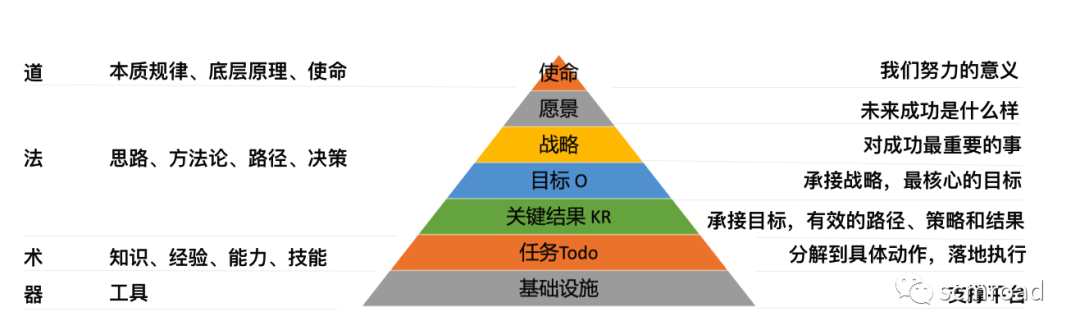 道 本质规律、底层原理、使命 使命 我们努力的意义
愿景 未来成功是什么样
战略 对成功最重要的事
法 思路、方法论、路径、决策
目标 O 承接战略，最核心的目标
关键结果 KR 承接目标，有效的路径、策略和结果
术 知识、经验、能力、技能 任务Todo 分解到具体动作，落地执行
器 工具 基础设施 支撑平台
scmroad